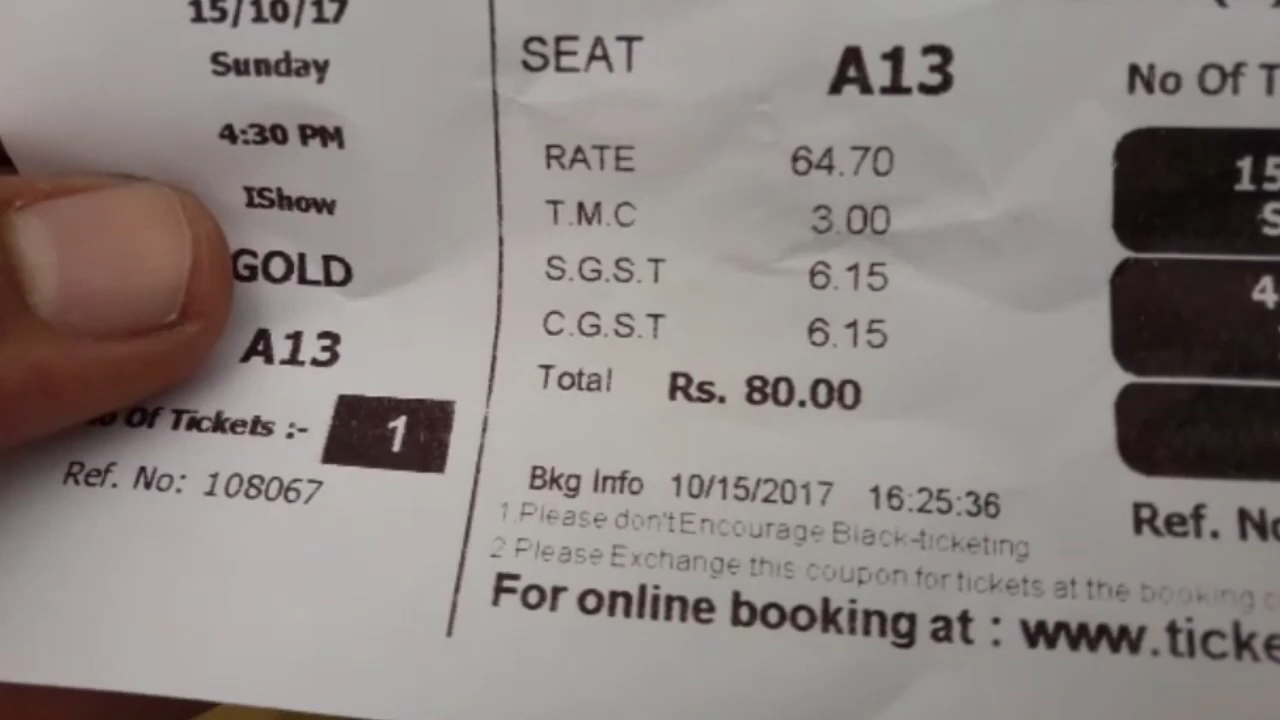 15/10/17
Sunday
4:30 PM
IShow
GOLD
A13
Of Tickets :- 1
Ref. No: 108067
SEAT A13
RATE 64.70
T.M.C 3.00
S.G.S.T 6.15
C.G.S.T 6.15
Total Rs. 80.00
Bkg Info 10/15/2017 16:25:36
1.Please don'tEncourage Black-ticketing
2 Please Exchange this coupon for tickets at the booking
For online booking at : www.ticke
No Of T
15
S
4
Ref. No